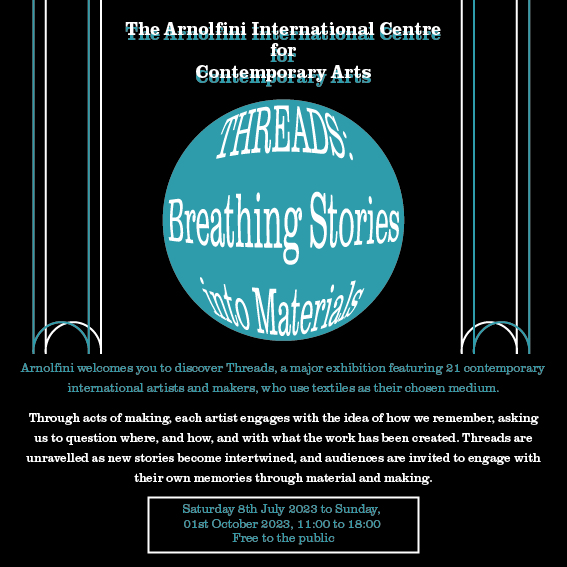 The Arnolfini International Centre
for
Contemporary Arts
THREADS:
Breathing Stories
into Materials
Arnolfini welcomes you to discover Threads, a major exhibition featuring 21 contemporary
international artists and makers, who use textiles as their chosen medium.
Through acts of making, each artist engages with the idea of how we remember, asking
us to question where, and how, and with what the work has been created. Threads are
unravelled as new stories become intertwined, and audiences are invited to engage with
their own memories through material and making.
Saturday 8th July 2023 to Sunday,
01st October 2023, 11:00 to 18:00
Free to the public